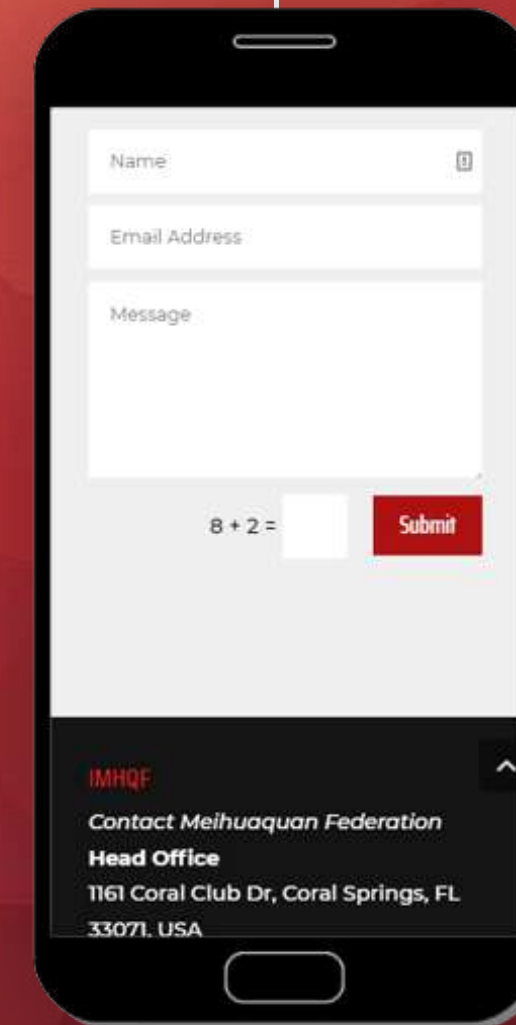 Name
Email Address
Message
8 + 2 =
Submit
IMHQF
Contact Meihuaquan Federation
Head Office
1161 Coral Club Dr, Coral Springs, FL
33071, USA